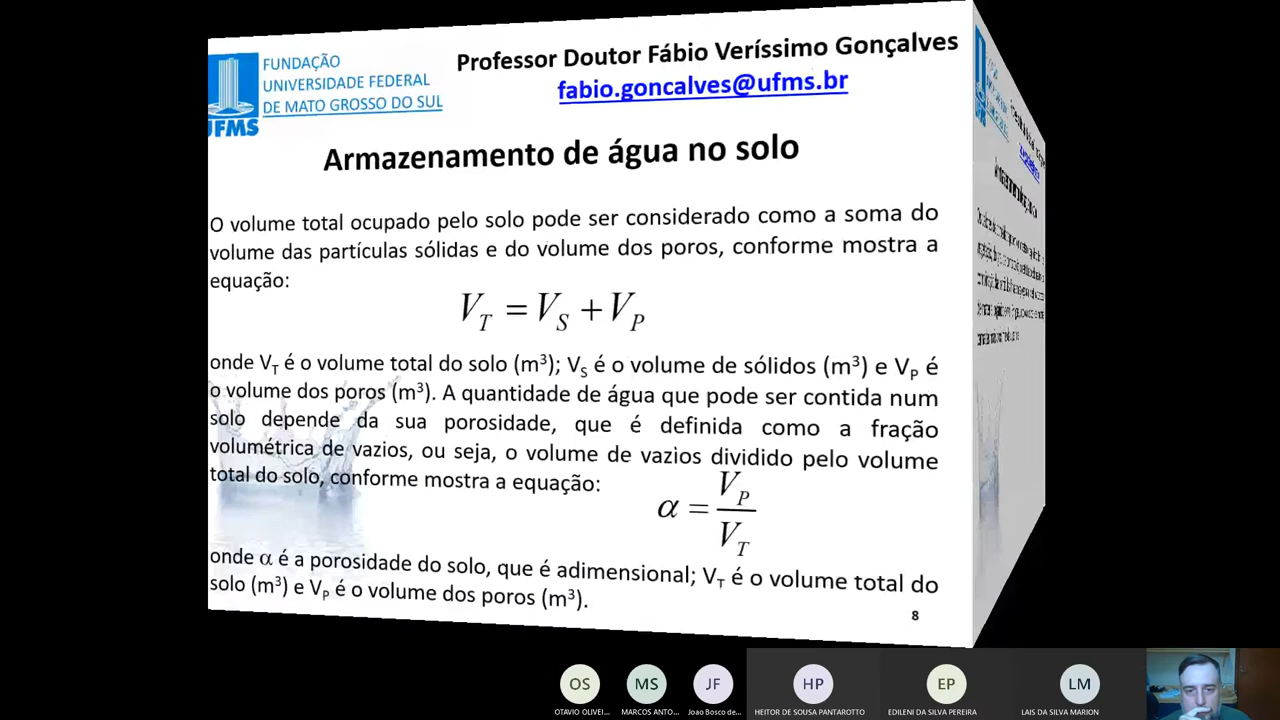 FUNDAÇÃO
UNIVERSIDADE FEDERAL
DE MATO GROSSO DO SUL
UFMS
Professor Doutor Fábio Veríssimo Gonçalves
fabio.goncalves@ufms.br
Armazenamento de água no solo
O volume total ocupado pelo solo pode ser considerado como a soma do
volume das partículas sólidas e do volume dos poros, conforme mostra a
equação:
V_T = V_S + V_P
onde V_T é o volume total do solo (m³); V_S é o volume de sólidos (m³) e V_P é
o volume dos poros (m³). A quantidade de água que pode ser contida num
solo depende da sua porosidade, que é definida como a fração
volumétrica de vazios, ou seja, o volume de vazios dividido pelo volume
total do solo, conforme mostra a equação:
α = V_P / V_T
onde α é a porosidade do solo, que é adimensional; V_T é o volume total do
solo (m³) e V_P é o volume dos poros (m³).
8
OS MS JF HP EP LM
OTAVIO OLIVEI... MARCOS ANTO... Joao Bosco de... HEITOR DE SOUSA PANTAROTTO EDILENI DA SILVA PEREIRA LAIS DA SILVA MARION